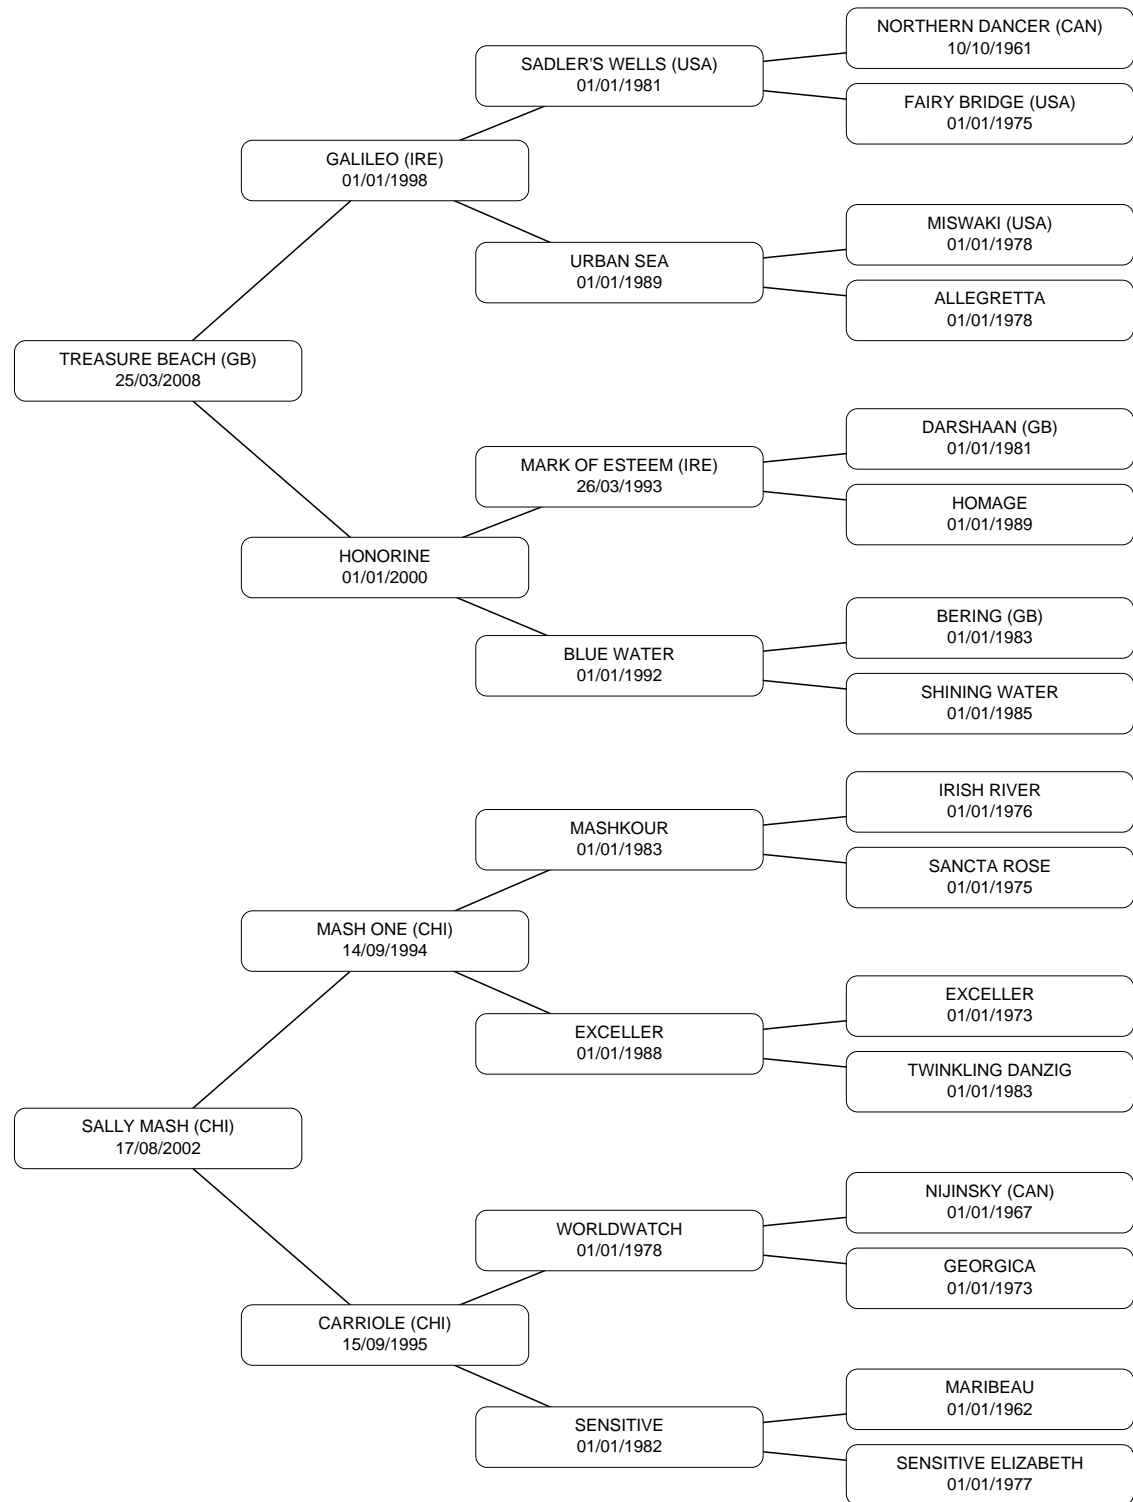 NORTHERN DANCER (CAN)
10/10/1961
SADLER'S WELLS (USA)
01/01/1981
FAIRY BRIDGE (USA)
01/01/1975
GALILEO (IRE)
01/01/1998
MISWAKI (USA)
01/01/1978
URBAN SEA
01/01/1989
ALLEGRETTA
01/01/1978
TREASURE BEACH (GB)
25/03/2008
DARSHAAN (GB)
01/01/1981
MARK OF ESTEEM (IRE)
26/03/1993
HOMAGE
01/01/1989
HONORINE
01/01/2000
BERING (GB)
01/01/1983
BLUE WATER
01/01/1992
SHINING WATER
01/01/1985
IRISH RIVER
01/01/1976
MASHKOUR
01/01/1983
SANCTA ROSE
01/01/1975
MASH ONE (CHI)
14/09/1994
EXCELLER
01/01/1973
EXCELLER
01/01/1988
TWINKLING DANZIG
01/01/1983
SALLY MASH (CHI)
17/08/2002
NIJINSKY (CAN)
01/01/1967
WORLDWATCH
01/01/1978
GEORGICA
01/01/1973
CARRIOLE (CHI)
15/09/1995
MARIBEAU
01/01/1962
SENSITIVE
01/01/1982
SENSITIVE ELIZABETH
01/01/1977